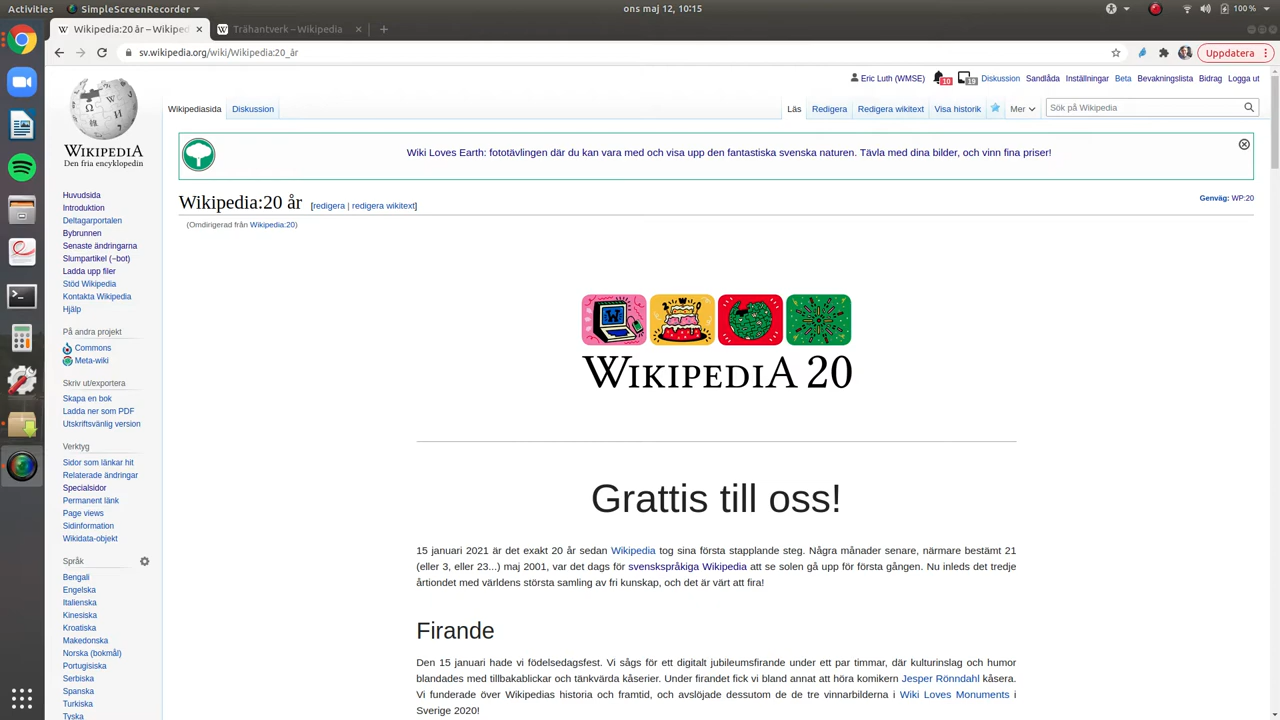 ons maj 12, 10:15
100%
Wikipedia:20 år – Wikiped
Trähantverk – Wikipedia
sv.wikipedia.org/wiki/Wikipedia:20_år
Uppdatera
Eric Luth (WMSE) 10 19 Diskussion Sandlåda Inställningar Beta Bevakningslista Bidrag Logga ut
Wikipediasida Diskussion Läs Redigera Redigera wikitext Visa historik Mer Sök på Wikipedia
WIKIPEDIA
Den fria encyklopedin
Wiki Loves Earth: fototävlingen där du kan vara med och visa upp den fantastiska svenska naturen. Tävla med dina bilder, och vinn fina priser!
Huvudsida
Introduktion
Deltagarportalen
Bybrunnen
Senaste ändringarna
Slumpartikel (−bot)
Ladda upp filer
Stöd Wikipedia
Kontakta Wikipedia
Hjälp
På andra projekt
Commons
Meta-wiki
Skriv ut/exportera
Skapa en bok
Ladda ner som PDF
Utskriftsvänlig version
Verktyg
Sidor som länkar hit
Relaterade ändringar
Specialsidor
Permanent länk
Page views
Sidinformation
Wikidata-objekt
Språk
Bengali
Engelska
Italienska
Kinesiska
Kroatiska
Makedonska
Norska (bokmål)
Portugisiska
Serbiska
Spanska
Turkiska
Tyska
Wikipedia:20 år [redigera | redigera wikitext]
Genväg: WP:20
(Omdirigerad från Wikipedia:20)
W
WIKIPEDIA 20
Grattis till oss!
15 januari 2021 är det exakt 20 år sedan Wikipedia tog sina första stapplande steg. Några månader senare, närmare bestämt 21
(eller 3, eller 23...) maj 2001, var det dags för svenskspråkiga Wikipedia att se solen gå upp för första gången. Nu inleds det tredje
årtiondet med världens största samling av fri kunskap, och det är värt att fira!
Firande
Den 15 januari hade vi födelsedagsfest. Vi sågs för ett digitalt jubileumsfirande under ett par timmar, där kulturinslag och humor
blandades med tillbakablickar och tänkvärda kåserier. Under firandet fick vi bland annat att höra komikern Jesper Rönndahl kåsera.
Vi funderade över Wikipedias historia och framtid, och avslöjade dessutom de de tre vinnarbilderna i Wiki Loves Monuments i
Sverige 2020!